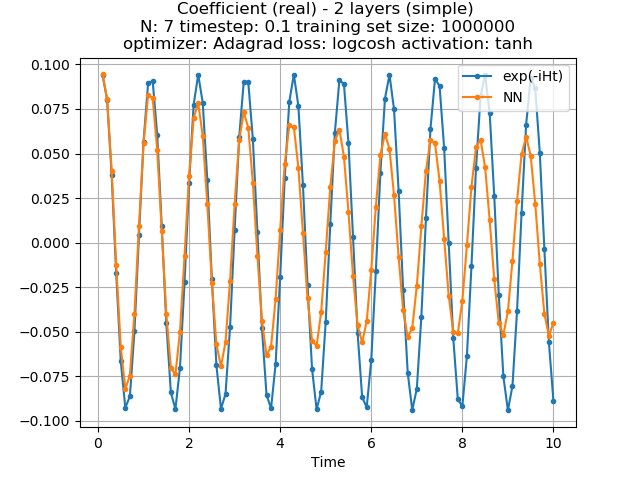 Coefficient (real) - 2 layers (simple)
N: 7 timestep: 0.1 training set size: 1000000
optimizer: Adagrad loss: logcosh activation: tanh
exp(-iHt)
NN
0.100
0.075
0.050
0.025
0.000
−0.025
−0.050
−0.075
−0.100
0 2 4 6 8 10
Time